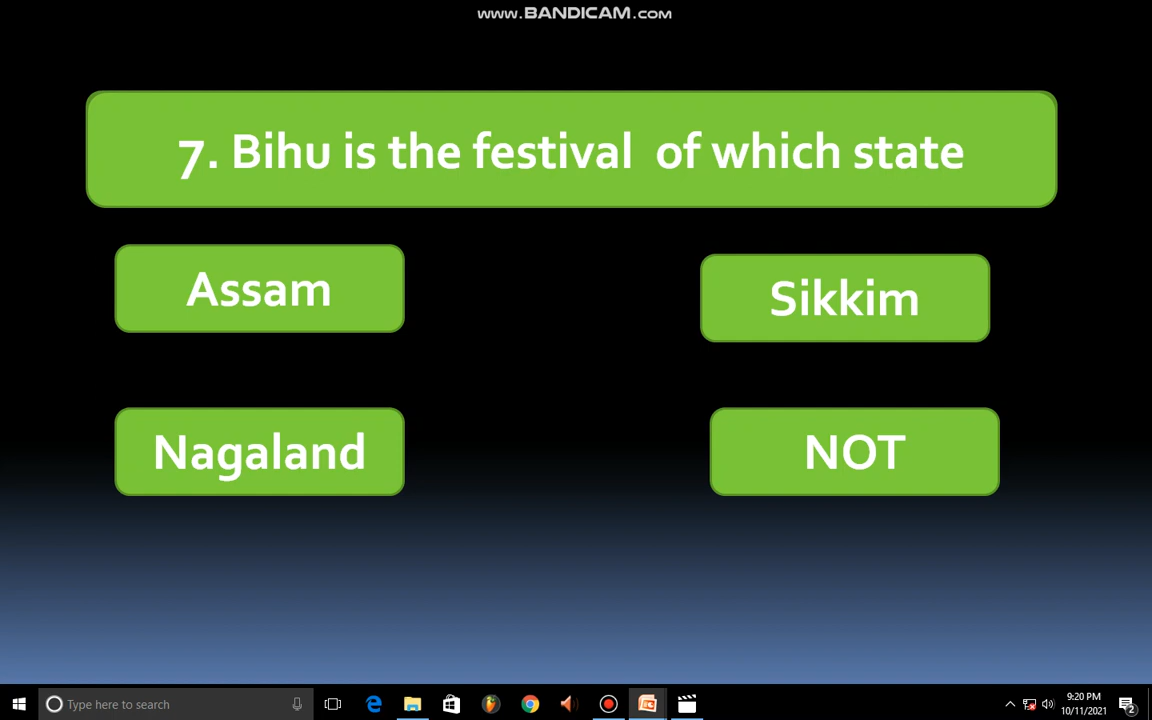 www.BANDICAM.com
7. Bihu is the festival of which state
Assam
Sikkim
Nagaland
NOT
Type here to search
9:20 PM
10/11/2021
2